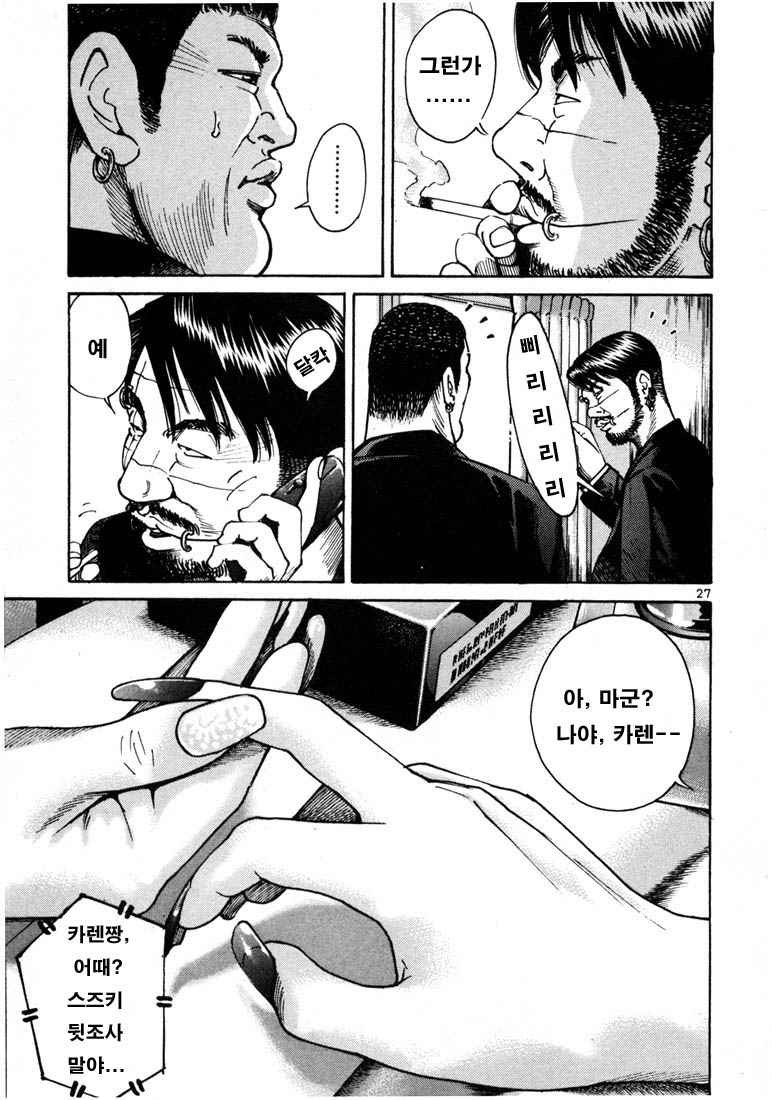 그런가
......
......
삐
리
리
리
리
달칵
예
27
아, 마군?
나야, 카렌--
카렌짱,
어때?
스즈키
뒷조사
말야...